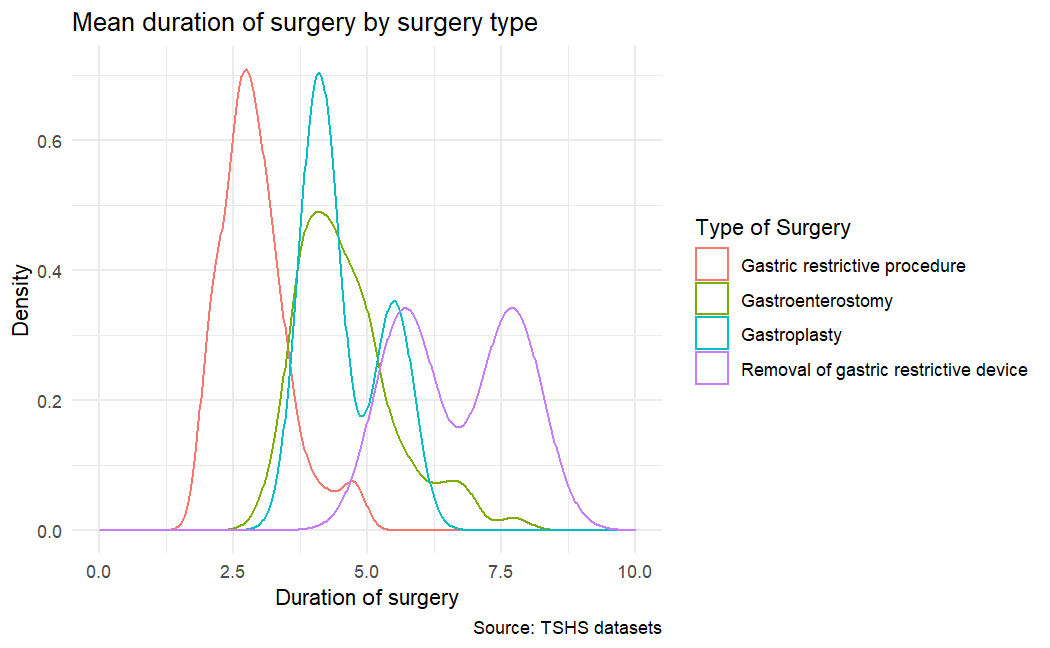 Mean duration of surgery by surgery type
0.6
0.4
0.2
0.0
Density
0.0 2.5 5.0 7.5 10.0
Duration of surgery
Source: TSHS datasets
Type of Surgery
Gastric restrictive procedure
Gastroenterostomy
Gastroplasty
Removal of gastric restrictive device